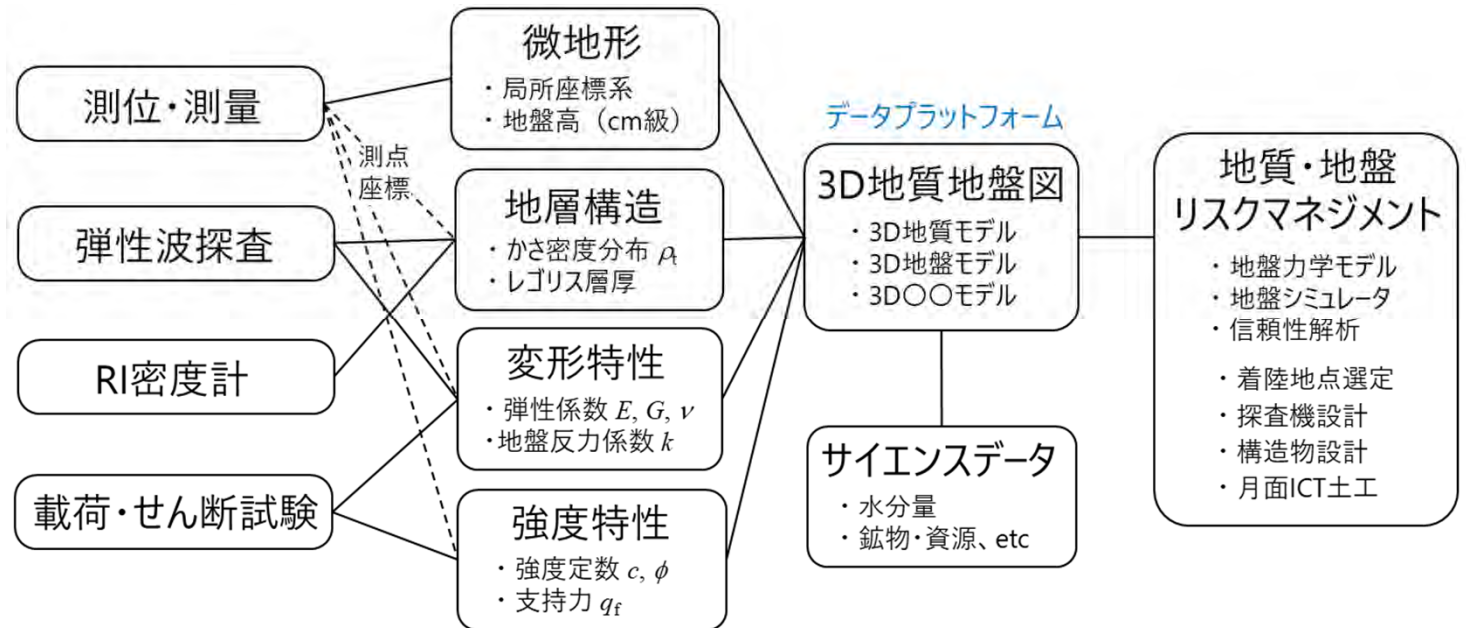 測位・測量
弾性波探査
RI密度計
載荷・せん断試験
測点
座標
微地形
・局所座標系
・地盤高（cm級）
地層構造
・かさ密度分布 ρt
・レゴリス層厚
変形特性
・弾性係数 E, G, ν
・地盤反力係数 k
強度特性
・強度定数 c, ϕ
・支持力 qf
データプラットフォーム
3D地質地盤図
・3D地質モデル
・3D地盤モデル
・3D〇〇モデル
サイエンスデータ
・水分量
・鉱物・資源、etc
地質・地盤
リスクマネジメント
・地盤力学モデル
・地盤シミュレータ
・信頼性解析
・着陸地点選定
・探査機設計
・構造物設計
・月面ICT土工